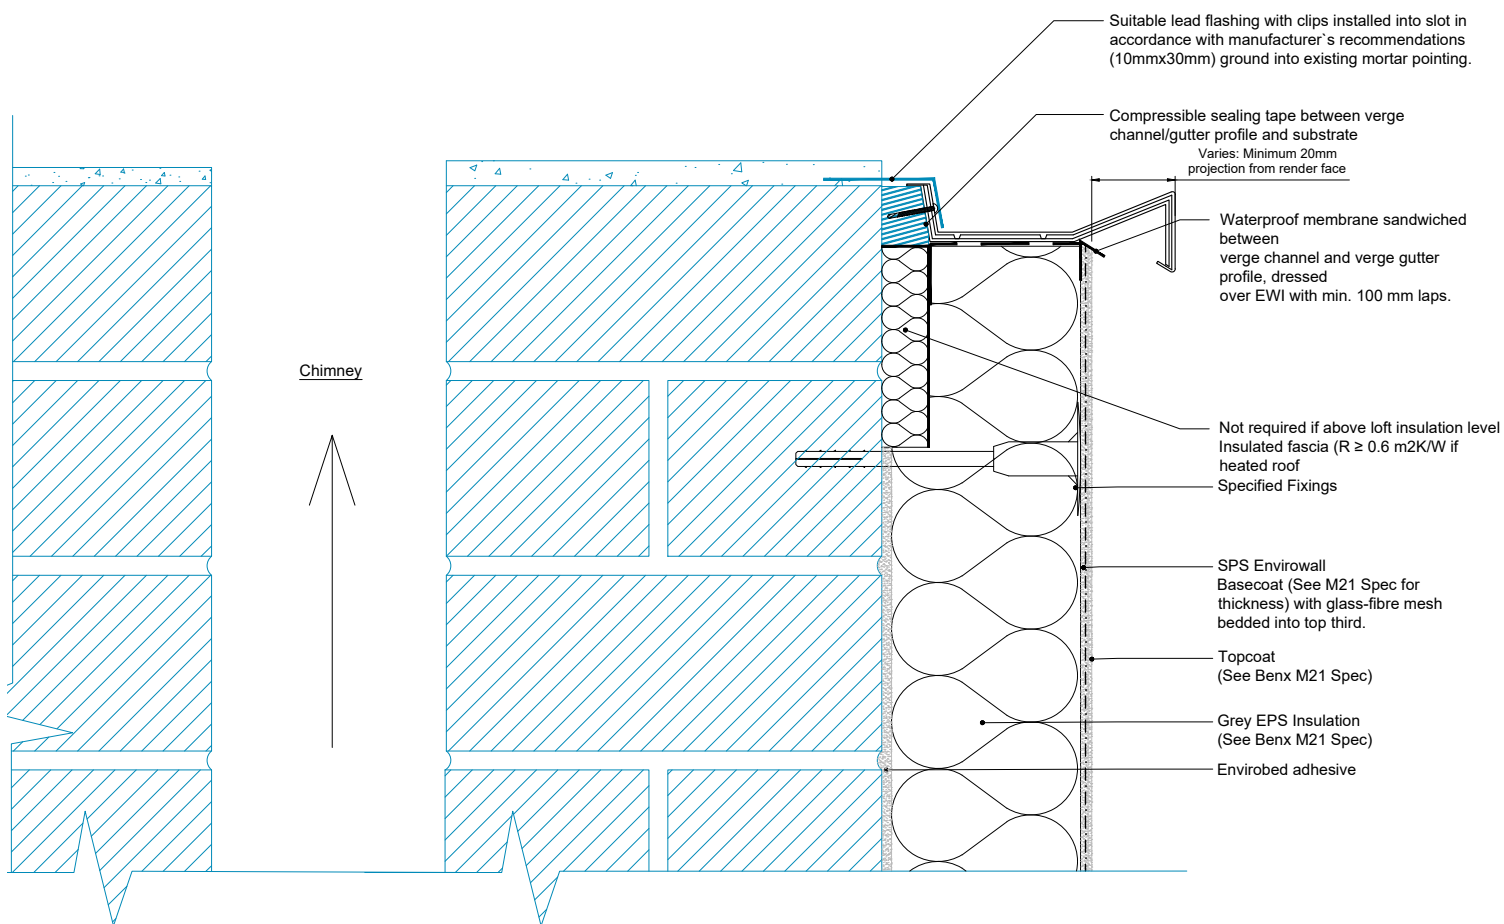 Suitable lead flashing with clips installed into slot in
accordance with manufacturer`s recommendations
(10mmx30mm) ground into existing mortar pointing.
Compressible sealing tape between verge
channel/gutter profile and substrate
Varies: Minimum 20mm
projection from render face
Waterproof membrane sandwiched
between
verge channel and verge gutter
profile, dressed
over EWI with min. 100 mm laps.
Chimney
Not required if above loft insulation level
Insulated fascia (R ≥ 0.6 m2K/W if
heated roof
Specified Fixings
SPS Envirowall
Basecoat (See M21 Spec for
thickness) with glass-fibre mesh
bedded into top third.
Topcoat
(See Benx M21 Spec)
Grey EPS Insulation
(See Benx M21 Spec)
Envirobed adhesive